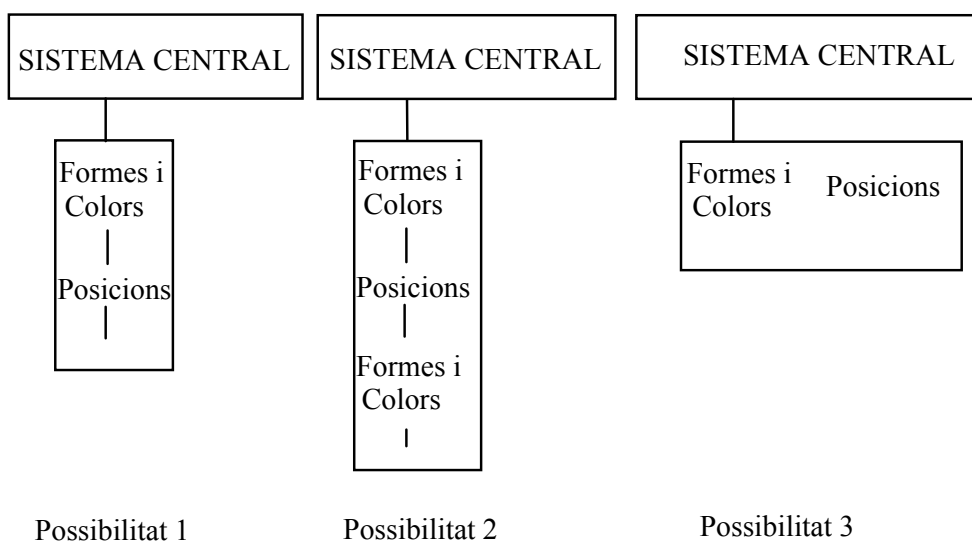 SISTEMA CENTRAL
Formes i
Colors
Posicions
Possibilitat 1
SISTEMA CENTRAL
Formes i
Colors
Posicions
Formes i
Colors
Possibilitat 2
SISTEMA CENTRAL
Formes i
Colors
Posicions
Possibilitat 3